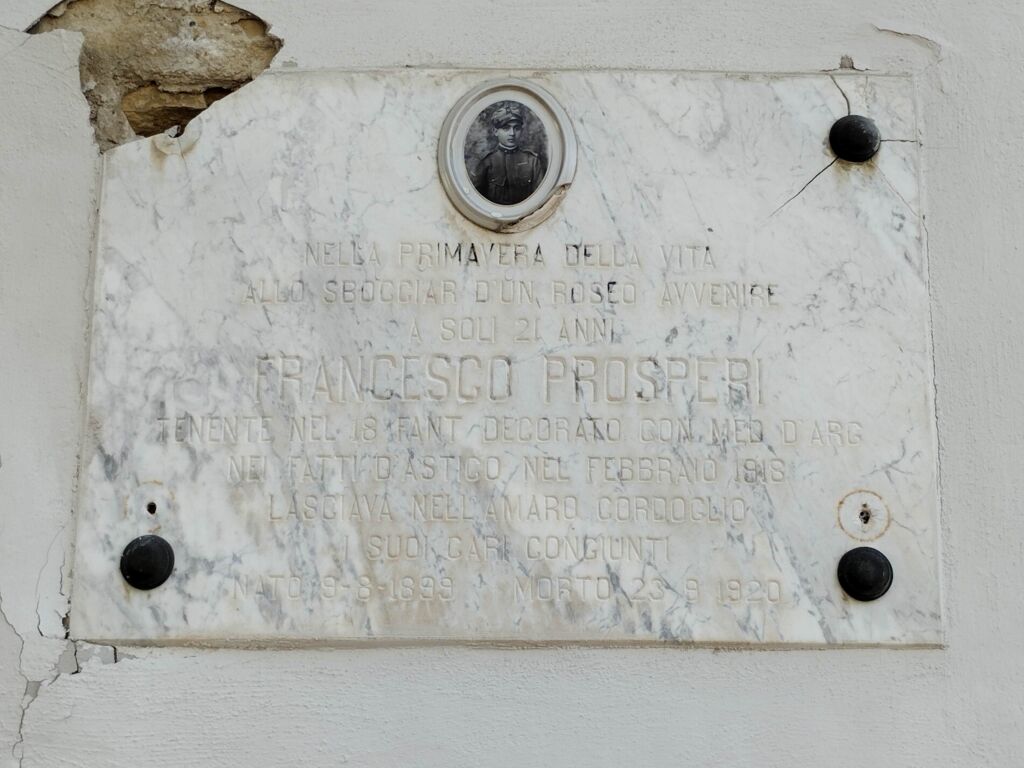 NELLA PRIMAVERA DELLA VITA
ALLO SBOCCIAR D'UN ROSEO AVVENIRE
A SOLI 21 ANNI
FRANCESCO PROSPERI
TENENTE NEL 18 FANT. DECORATO CON MED D'ARG
NEI FATTI D'ASTICO NEL FEBBRAIO 1918
LASCIAVA NELL'AMARO CORDOGLIO
I SUOI CARI CONGIUNTI
NATO 9-8-1899 MORTO 23 9 1920